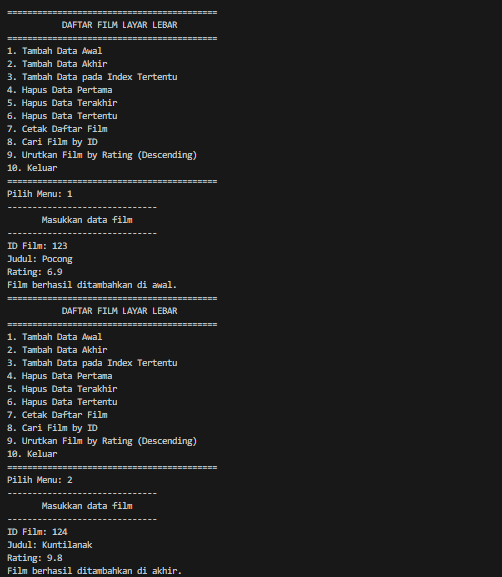 ==========================================
DAFTAR FILM LAYAR LEBAR
==========================================
1. Tambah Data Awal
2. Tambah Data Akhir
3. Tambah Data pada Index Tertentu
4. Hapus Data Pertama
5. Hapus Data Terakhir
6. Hapus Data Tertentu
7. Cetak Daftar Film
8. Cari Film by ID
9. Urutkan Film by Rating (Descending)
10. Keluar
==========================================
Pilih Menu: 1
------------------------------
Masukkan data film
------------------------------
ID Film: 123
Judul: Pocong
Rating: 6.9
Film berhasil ditambahkan di awal.
==========================================
DAFTAR FILM LAYAR LEBAR
==========================================
1. Tambah Data Awal
2. Tambah Data Akhir
3. Tambah Data pada Index Tertentu
4. Hapus Data Pertama
5. Hapus Data Terakhir
6. Hapus Data Tertentu
7. Cetak Daftar Film
8. Cari Film by ID
9. Urutkan Film by Rating (Descending)
10. Keluar
==========================================
Pilih Menu: 2
------------------------------
Masukkan data film
------------------------------
ID Film: 124
Judul: Kuntilanak
Rating: 9.8
Film berhasil ditambahkan di akhir.